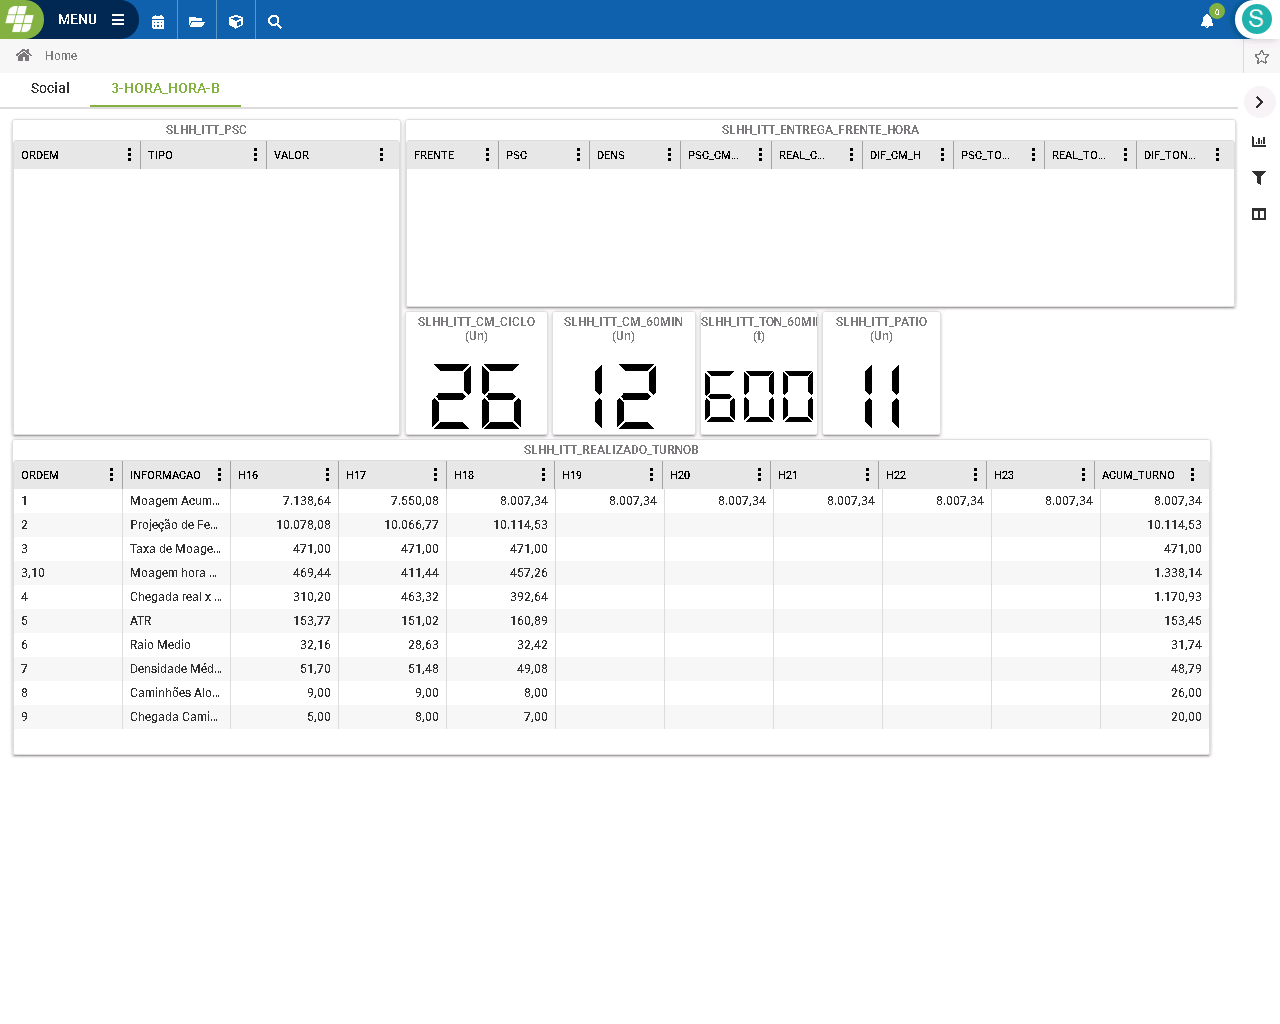 MENU
0
S
Home
Social 3-HORA_HORA-B
SLHH_ITT_PSC
ORDEM TIPO VALOR
SLHH_ITT_ENTREGA_FRENTE_HORA
FRENTE PSC DENS PSC_CM... REAL_C... DIF_CM_H PSC_TO... REAL_TO... DIF_TON...
SLHH_ITT_CM_CICLO
(Un)
26
SLHH_ITT_CM_60MIN
(Un)
12
SLHH_ITT_TON_60MI
(t)
600
SLHH_ITT_PATIO
(Un)
11
SLHH_ITT_REALIZADO_TURNOB
ORDEM INFORMACAO H16 H17 H18 H19 H20 H21 H22 H23 ACUM_TURNO
1 Moagem Acum... 7.138,64 7.550,08 8.007,34 8.007,34 8.007,34 8.007,34 8.007,34 8.007,34 8.007,34
2 Projeção de Fe... 10.078,08 10.066,77 10.114,53 10.114,53
3 Taxa de Moage... 471,00 471,00 471,00 471,00
3,10 Moagem hora ... 469,44 411,44 457,26 1.338,14
4 Chegada real x ... 310,20 463,32 392,64 1.170,93
5 ATR 153,77 151,02 160,89 153,45
6 Raio Medio 32,16 28,63 32,42 31,74
7 Densidade Méd... 51,70 51,48 49,08 48,79
8 Caminhões Alo... 9,00 9,00 8,00 26,00
9 Chegada Cami... 5,00 8,00 7,00 20,00